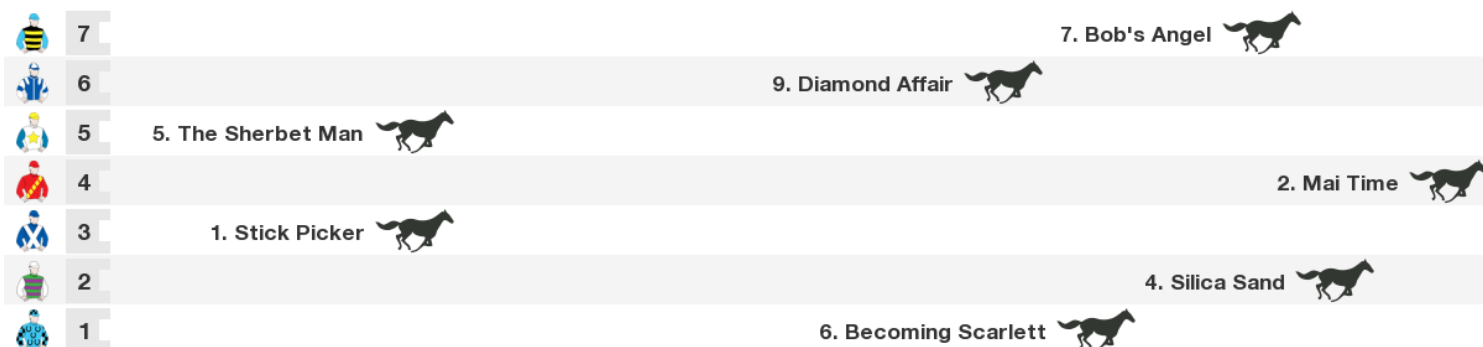 7 7. Bob's Angel
6 9. Diamond Affair
5 5. The Sherbet Man
4 2. Mai Time
3 1. Stick Picker
2 4. Silica Sand
1 6. Becoming Scarlett